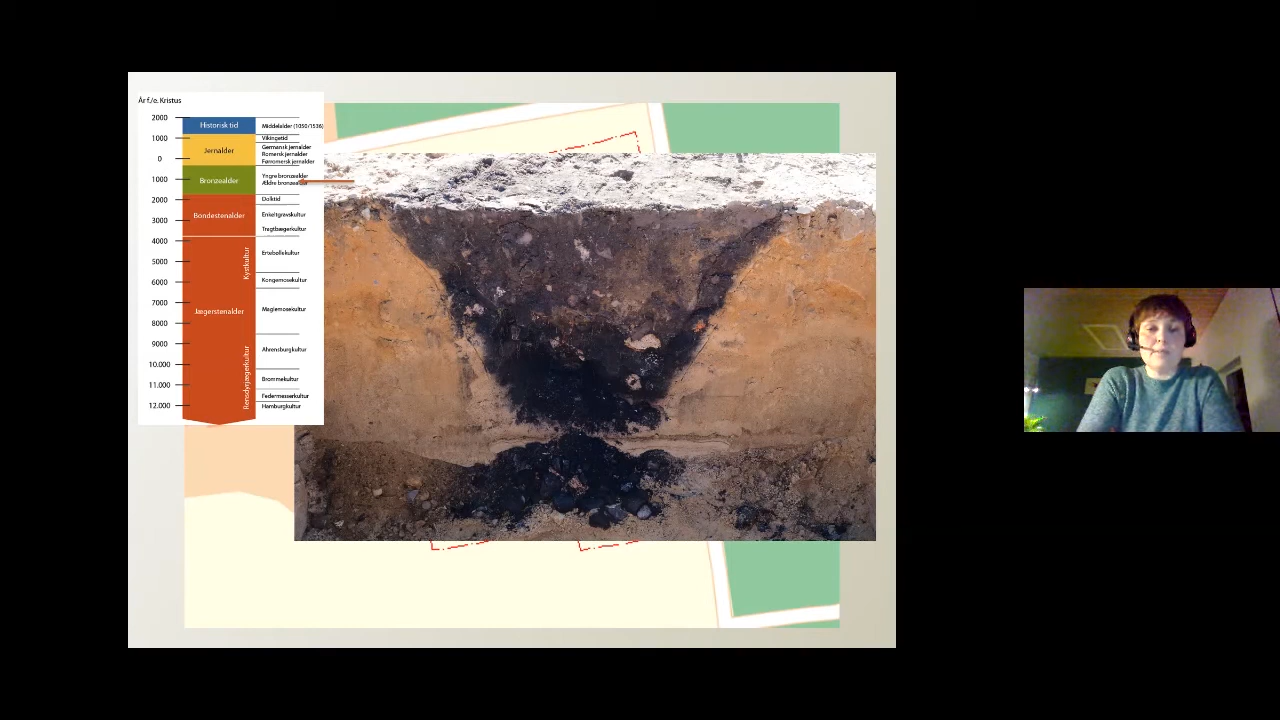 År f./e. Kristus
2000
Historisk tid
Middelalder (1050/1536)
1000
Vikingetid
Jernalder
Germansk jernalder
Romersk jernalder
0
Førromersk jernalder
Bronzealder
Yngre bronzealder
1000
Ældre bronzealder
2000
Dolktid
Bondestenalder
Enkeltgravskultur
3000
Tragtbægerkultur
4000
Kystkultur
Ertebøllekultur
5000
Kongemosekultur
6000
7000
Jægerstenalder
Maglemosekultur
8000
9000
Ahrensburgkultur
10.000
Rensdyrjægerkultur
Brommekultur
11.000
Federmesserkultur
12.000
Hamburgkultur